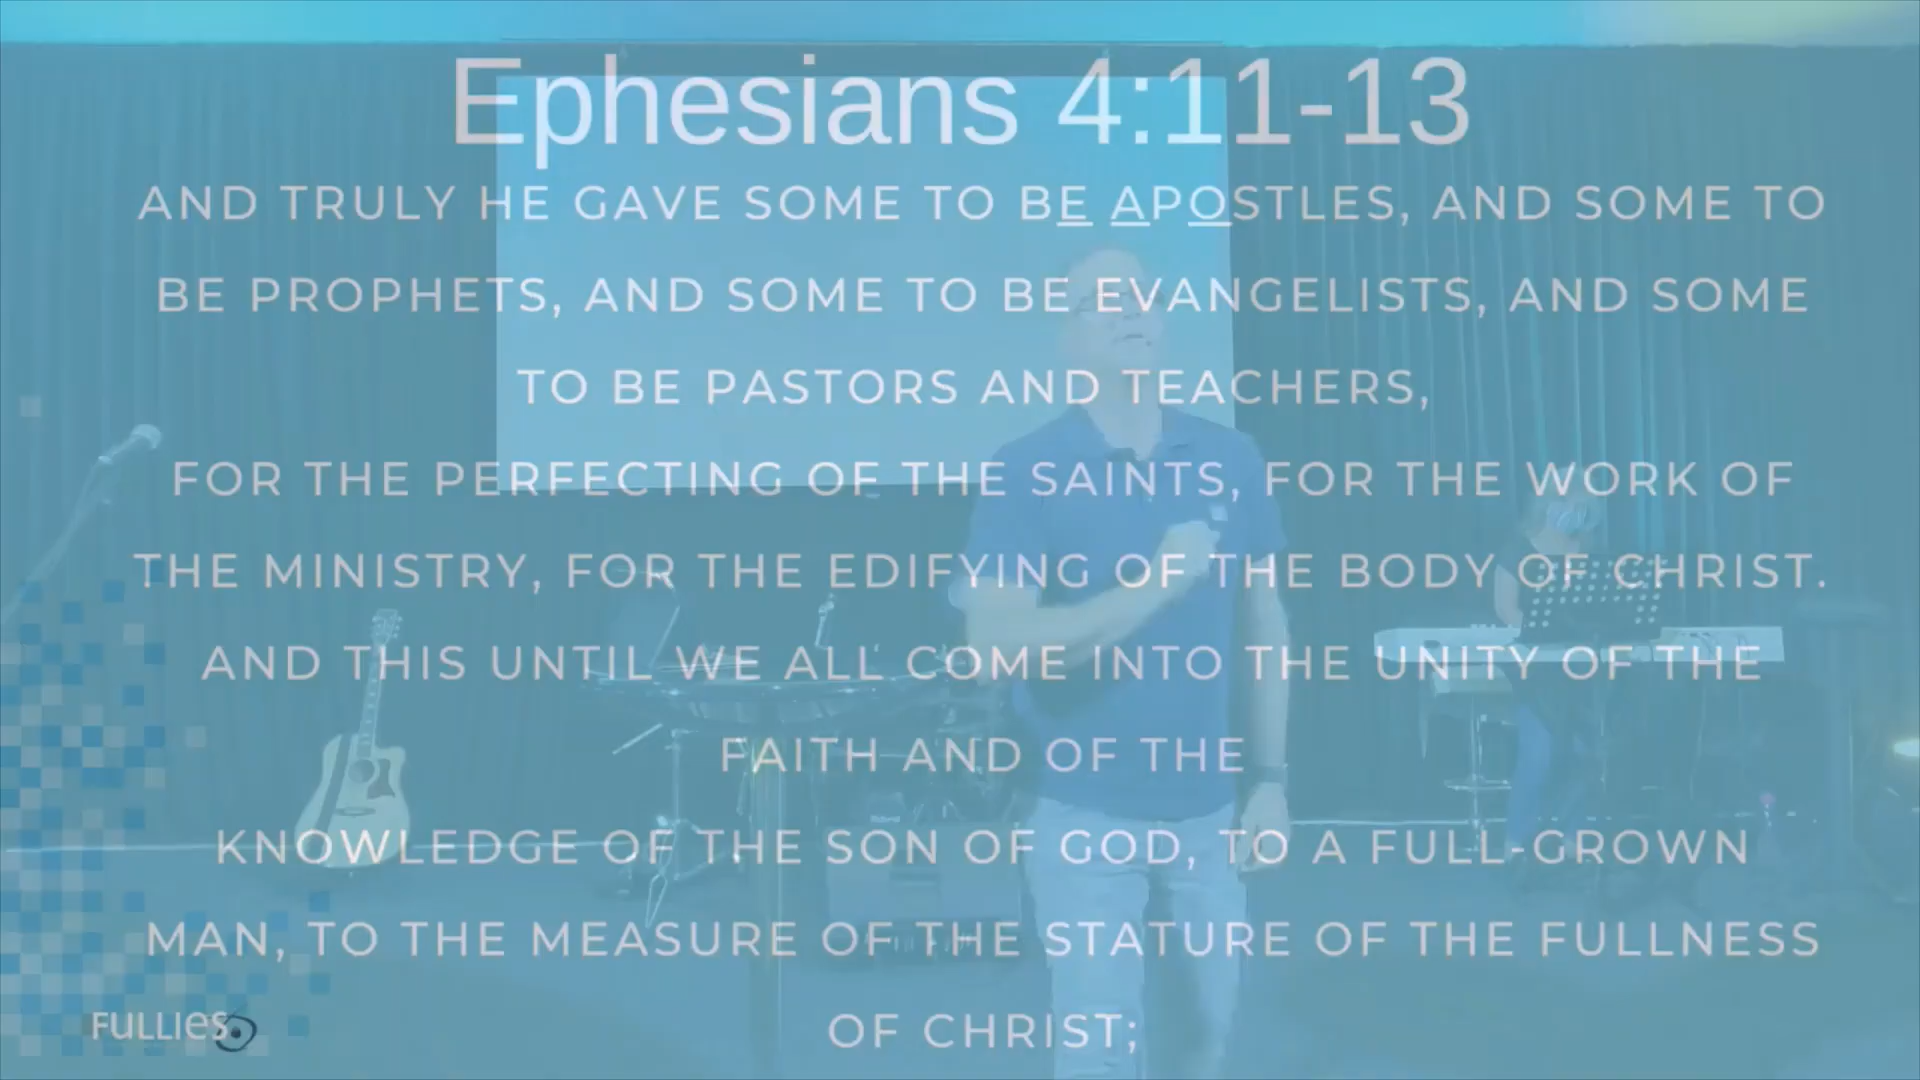 Ephesians 4:11-13
AND TRULY HE GAVE SOME TO BE APOSTLES, AND SOME TO
BE PROPHETS, AND SOME TO BE EVANGELISTS, AND SOME
TO BE PASTORS AND TEACHERS,
FOR THE PERFECTING OF THE SAINTS, FOR THE WORK OF
THE MINISTRY, FOR THE EDIFYING OF THE BODY OF CHRIST.
AND THIS UNTIL WE ALL COME INTO THE UNITY OF THE
FAITH AND OF THE
KNOWLEDGE OF THE SON OF GOD, TO A FULL-GROWN
MAN, TO THE MEASURE OF THE STATURE OF THE FULLNESS
OF CHRIST;
FULLIES